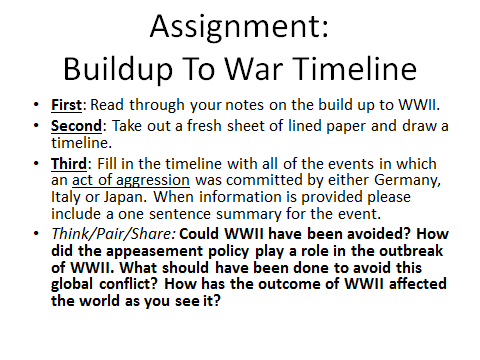 Assignment:
Buildup To War Timeline
• First: Read through your notes on the build up to WWII.
• Second: Take out a fresh sheet of lined paper and draw a
timeline.
• Third: Fill in the timeline with all of the events in which
an act of aggression was committed by either Germany,
Italy or Japan. When information is provided please
include a one sentence summary for the event.
• Think/Pair/Share: Could WWII have been avoided? How
did the appeasement policy play a role in the outbreak
of WWII. What should have been done to avoid this
global conflict? How has the outcome of WWII affected
the world as you see it?